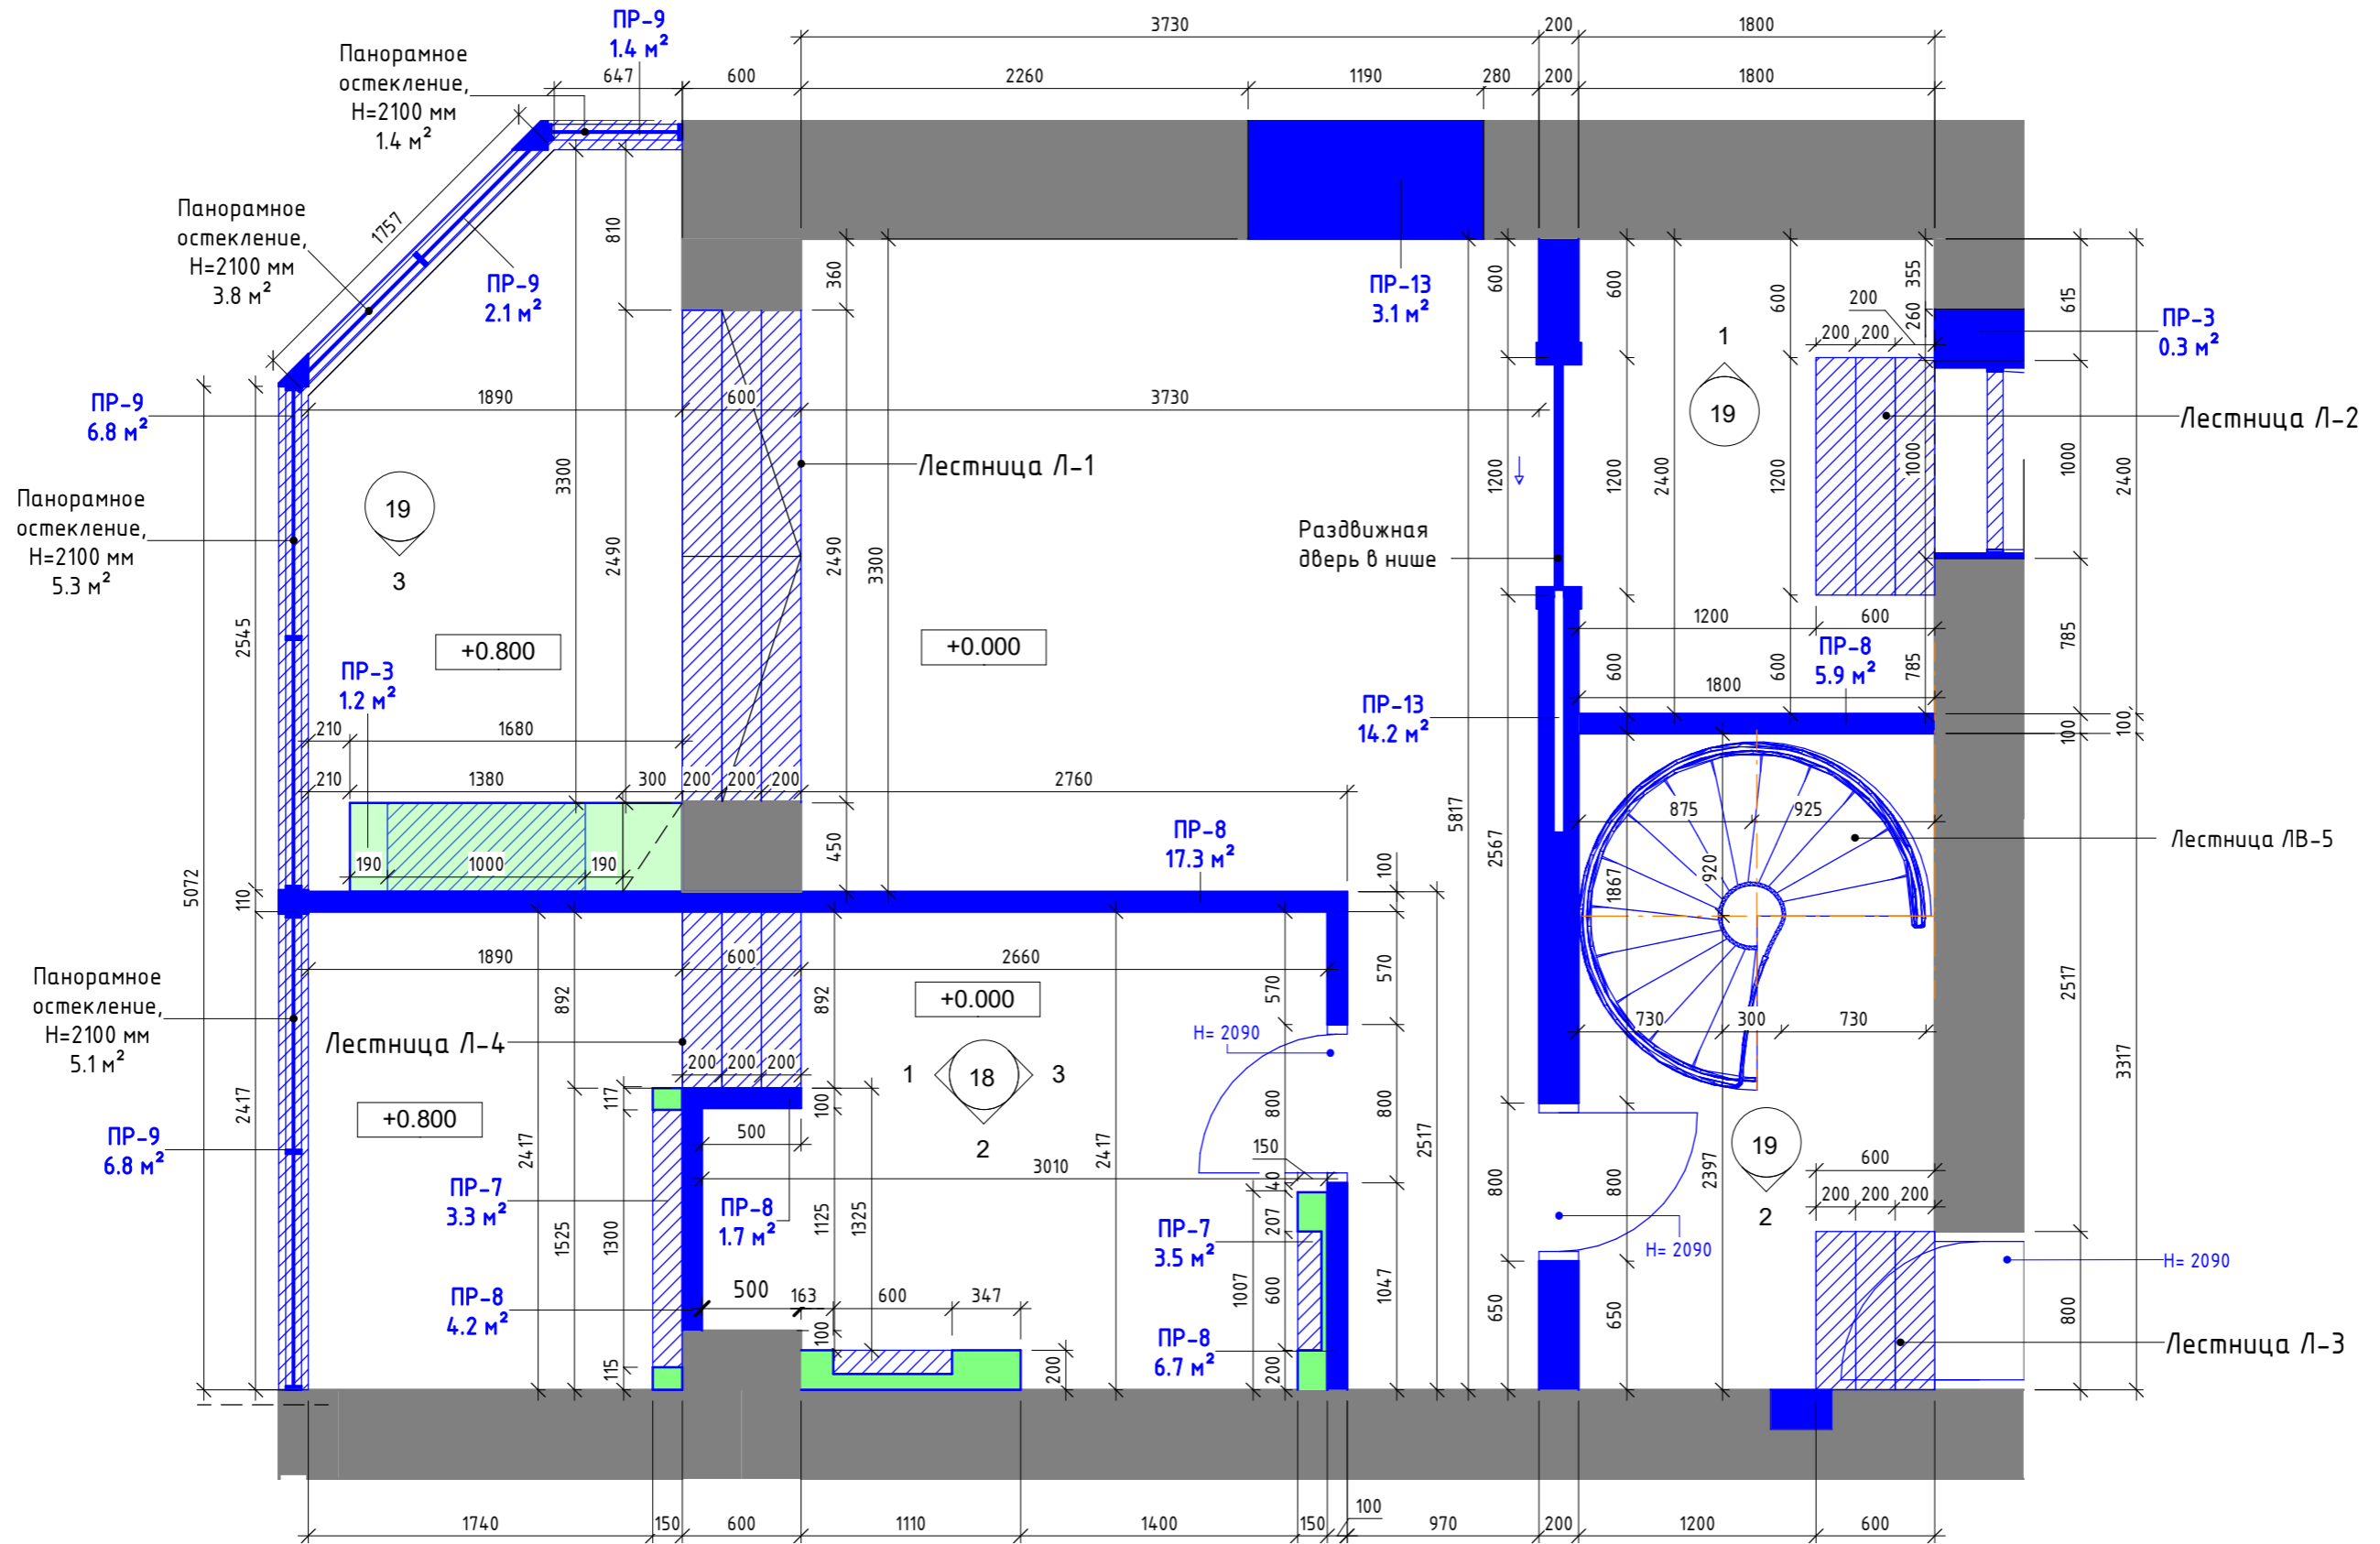 ПР-9
1.4 м²
Панорамное
остекление,
H=2100 мм
1.4 м²
3730
200
1800
647
600
2260
1190
280
200
1800
Панорамное
остекление,
H=2100 мм
3.8 м²
1757
ПР-9
2.1 м²
810
360
ПР-13
3.1 м²
600
600
600
355
260
200
200
200
615
ПР-3
0.3 м²
1
19
ПР-9
6.8 м²
1890
600
3730
Лестница Л-1
Лестница Л-2
Панорамное
остекление,
H=2100 мм
5.3 м²
19
3
3300
2490
2490
3300
1200
1200
2400
1200
1000
1000
2400
Раздвижная
дверь в нише
2545
+0.800
+0.000
1200
600
ПР-8
5.9 м²
600
600
785
785
1800
ПР-3
1.2 м²
210
1680
ПР-13
14.2 м²
100
100
210
1380
300
200
200
200
2760
190
1000
190
450
ПР-8
17.3 м²
5817
2567
875
925
Лестница ЛВ-5
920
1867
100
5072
110
1890
600
2660
570
570
2517
Панорамное
остекление,
H=2100 мм
5.1 м²
892
892
+0.000
H= 2090
Лестница Л-4
730
300
730
3317
200
200
200
1
18
3
2
+0.800
117
100
800
800
2417
ПР-9
6.8 м²
2417
500
2417
150
2517
19
2
3010
40
600
200
200
200
2397
ПР-7
3.3 м²
1525
1300
ПР-8
1.7 м²
1125
1325
ПР-7
3.5 м²
207
1007
600
1047
800
800
H= 2090
H= 2090
ПР-8
4.2 м²
500
163
600
347
100
115
200
ПР-8
6.7 м²
200
650
650
800
Лестница Л-3
1740
150
600
1110
1400
150
100
970
200
1200
600